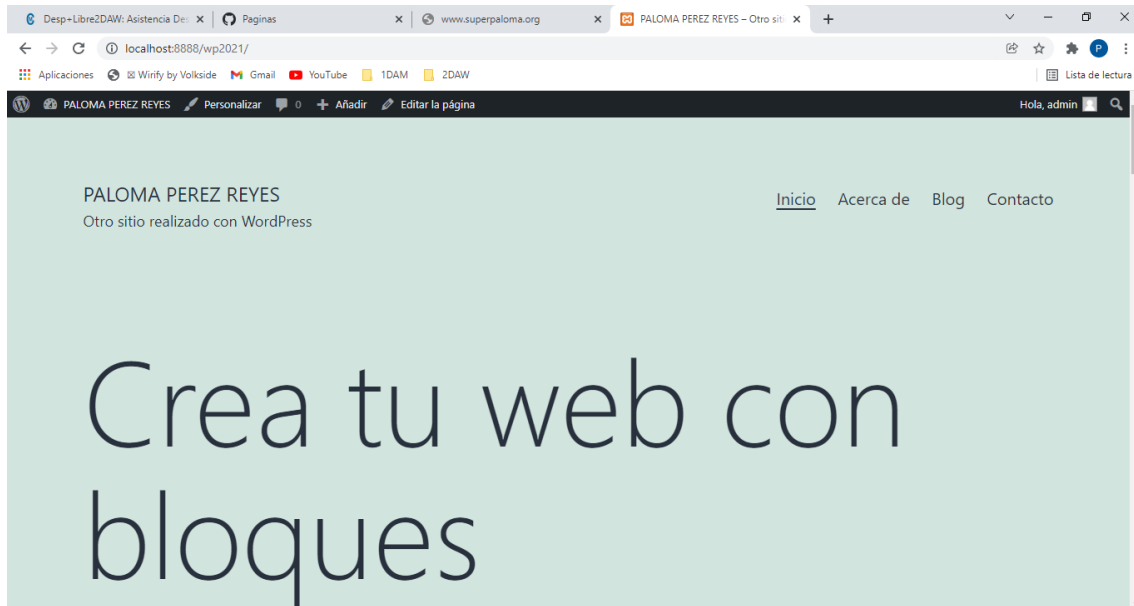 Desp+Libre2DAW: Asistencia De
Paginas
www.superpaloma.org
PALOMA PEREZ REYES – Otro siti
localhost:8888/wp2021/
Aplicaciones
Wirify by Volkside
Gmail
YouTube
1DAM
2DAW
Lista de lectura
PALOMA PEREZ REYES
Personalizar
0
Añadir
Editar la página
Hola, admin
PALOMA PEREZ REYES
Inicio
Acerca de
Blog
Contacto
Otro sitio realizado con WordPress
Crea tu web con
bloques